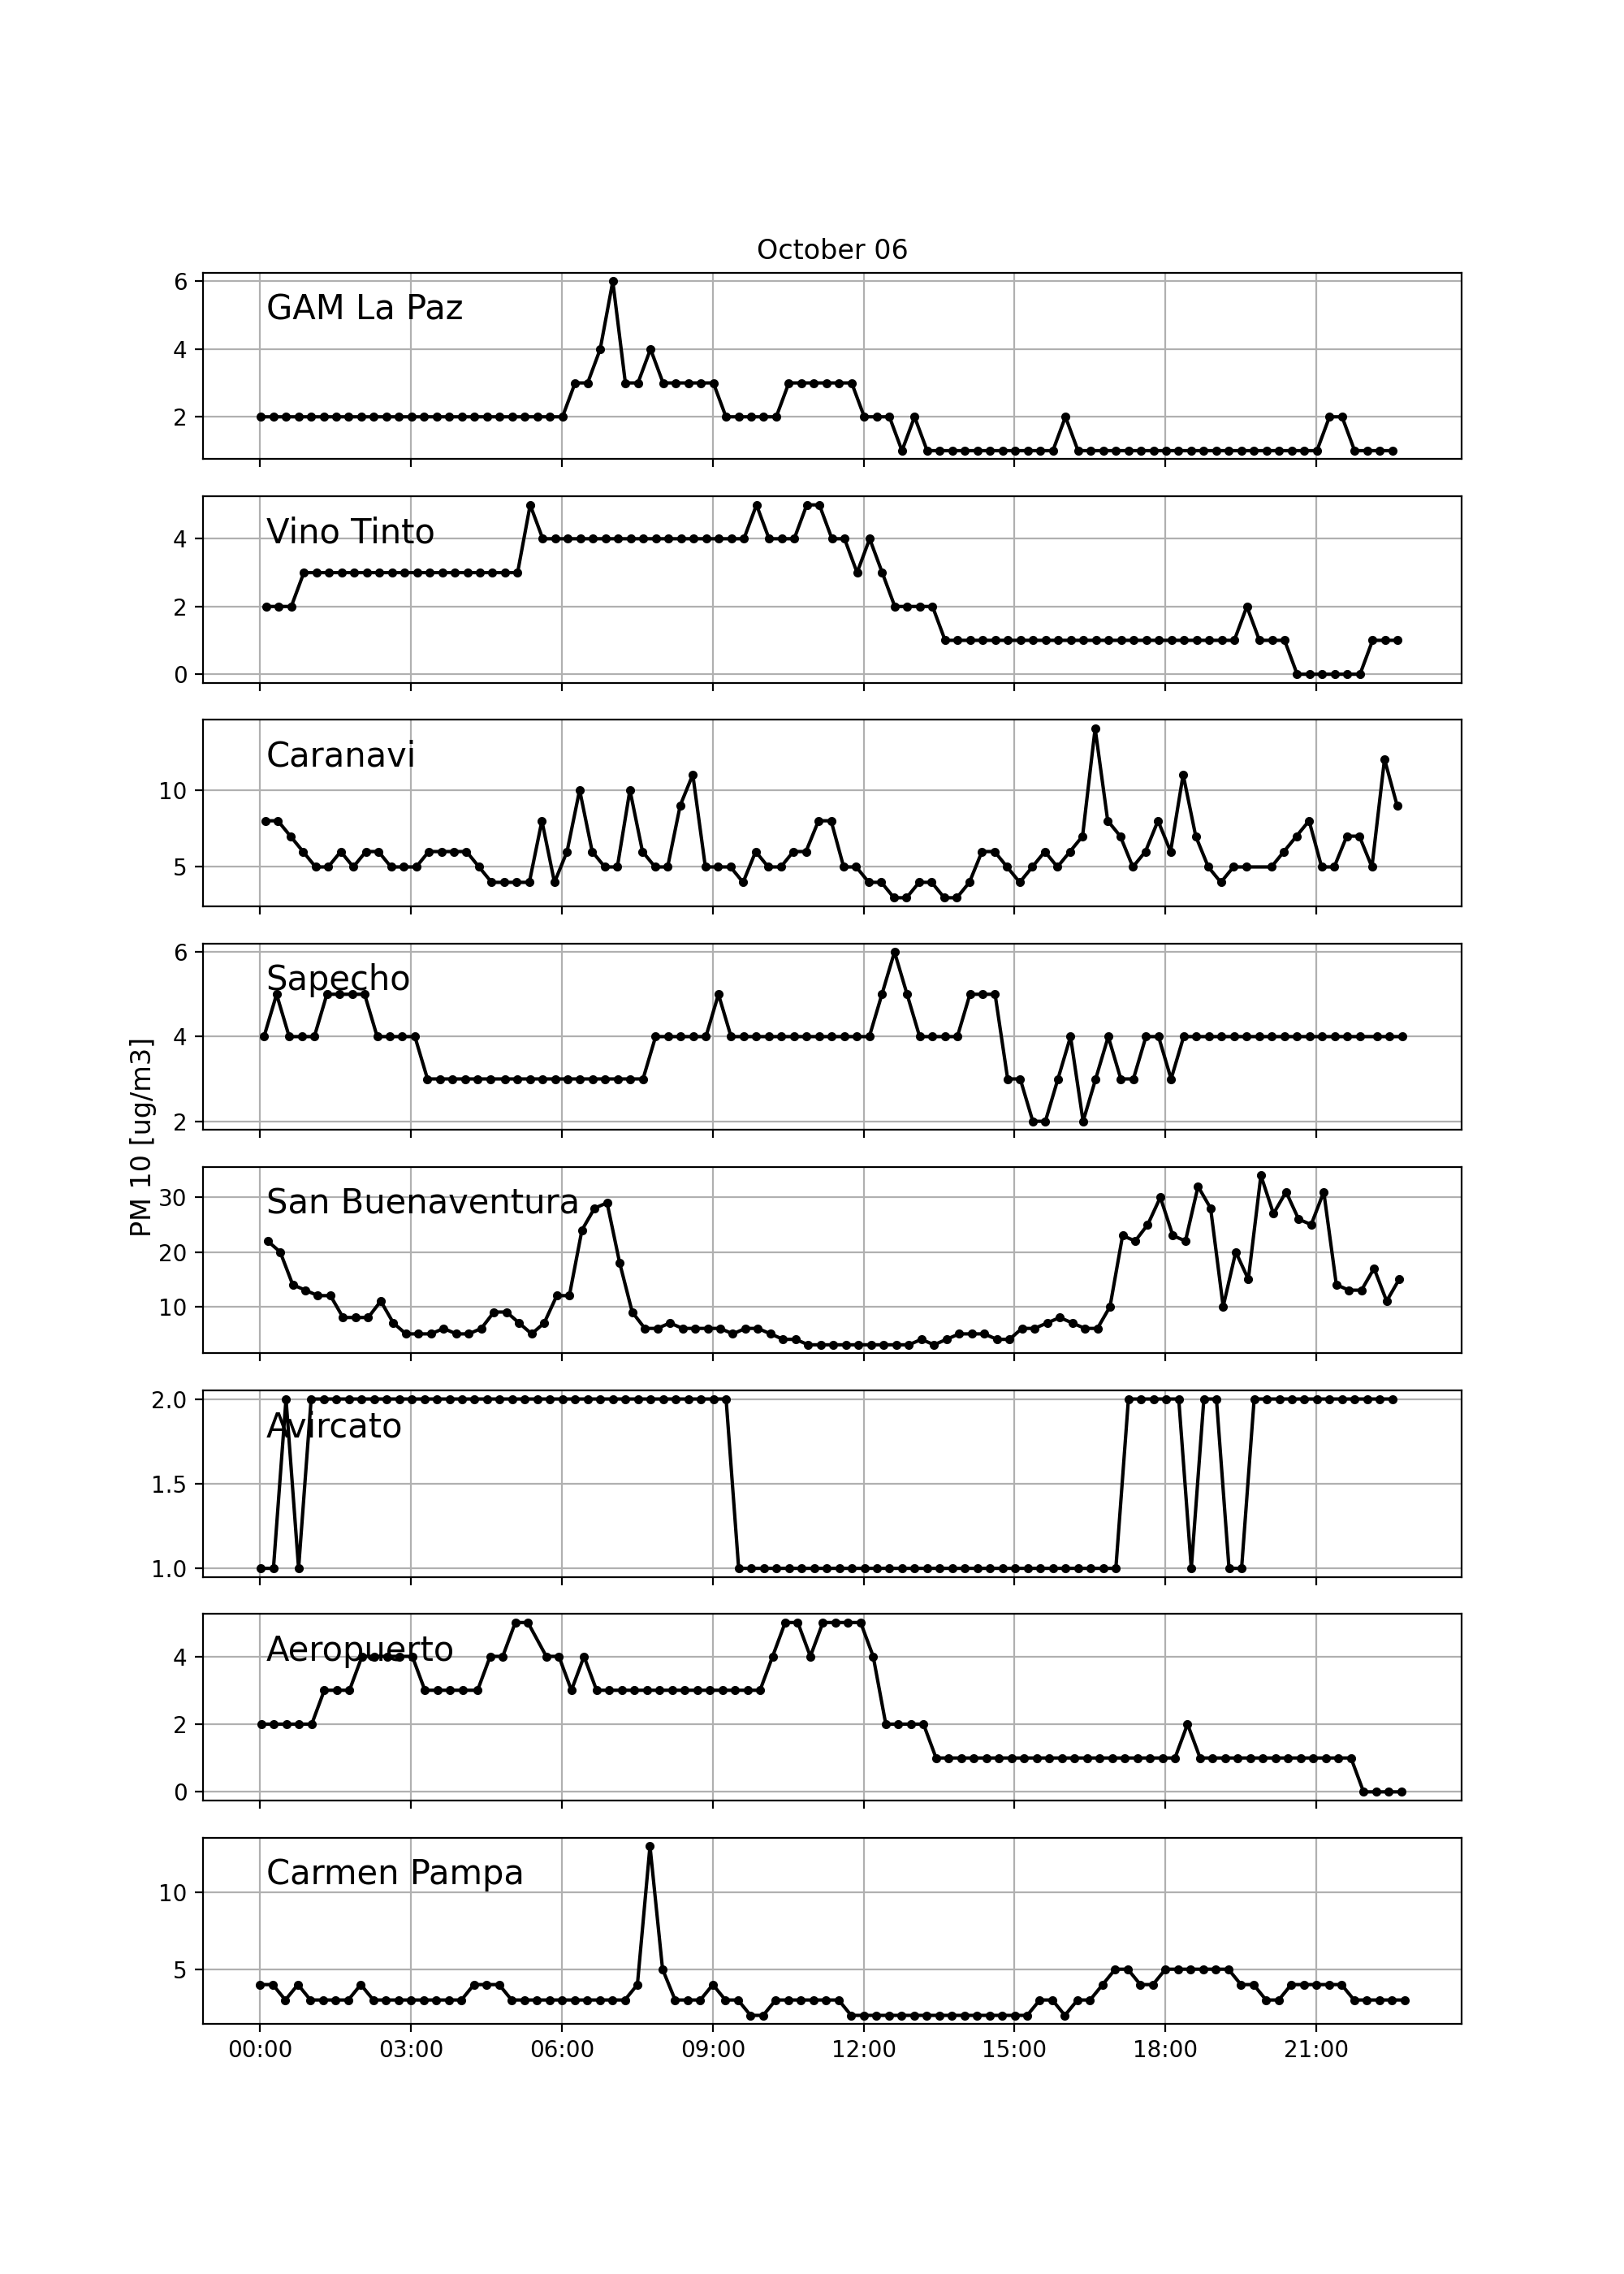 October 06
6
GAM La Paz
4
2
Vino Tinto
4
2
0
Caranavi
10
5
6
Sapecho
4
2
PM 10 [ug/m3]
San Buenaventura
30
20
10
2.0
Avircato
1.5
1.0
Aeropuerto
4
2
0
Carmen Pampa
10
5
00:00 03:00 06:00 09:00 12:00 15:00 18:00 21:00